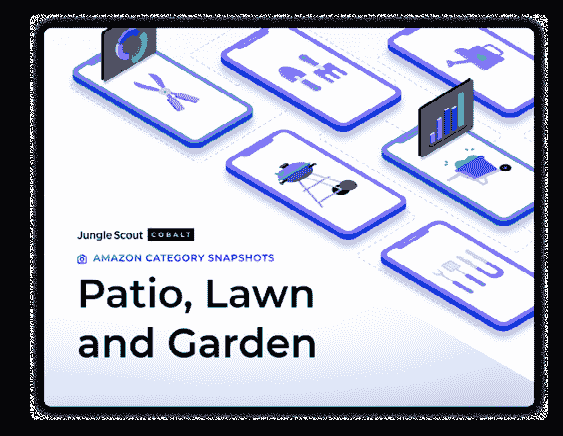 Jungle Scout COBALT
AMAZON CATEGORY SNAPSHOTS
Patio, Lawn
and Garden